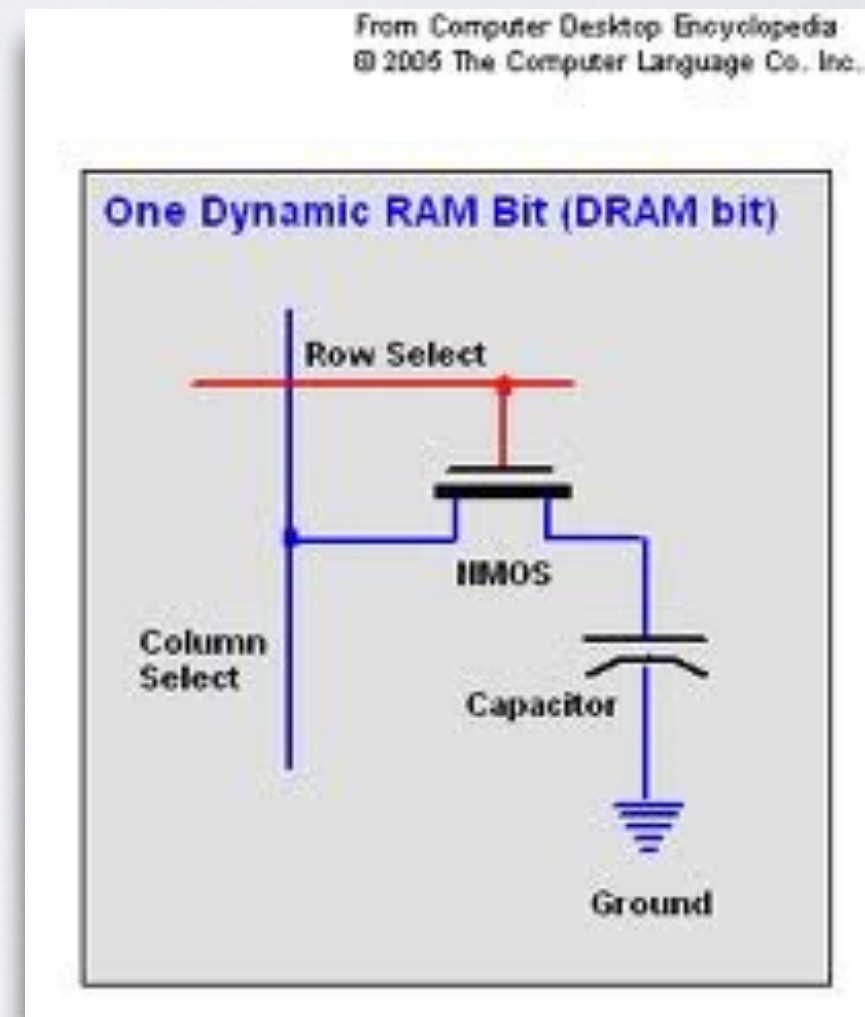 From Computer Desktop Encyclopedia
© 2005 The Computer Language Co. Inc.
One Dynamic RAM Bit (DRAM bit)
Row Select
NMOS
Column
Select
Capacitor
Ground